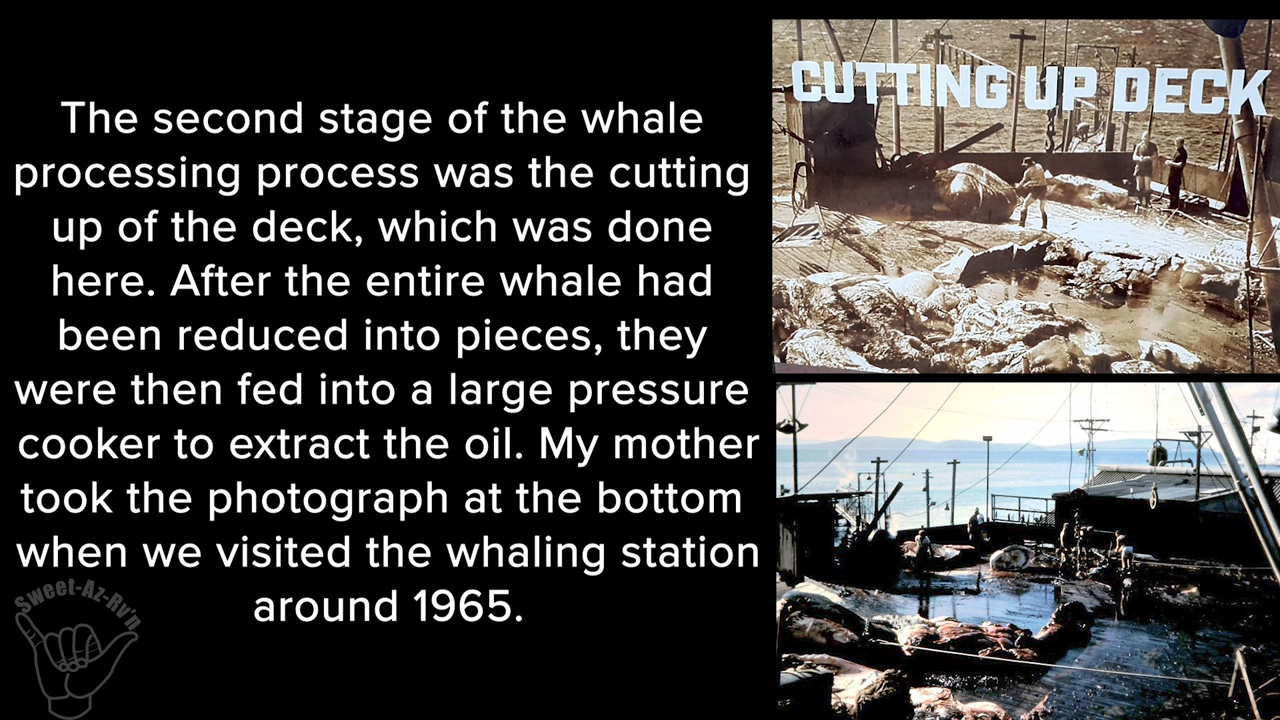 The second stage of the whale
processing process was the cutting
up of the deck, which was done
here. After the entire whale had
been reduced into pieces, they
were then fed into a large pressure
cooker to extract the oil. My mother
took the photograph at the bottom
when we visited the whaling station
around 1965.
CUTTING UP DECK
Sweet-Az-Rv'n